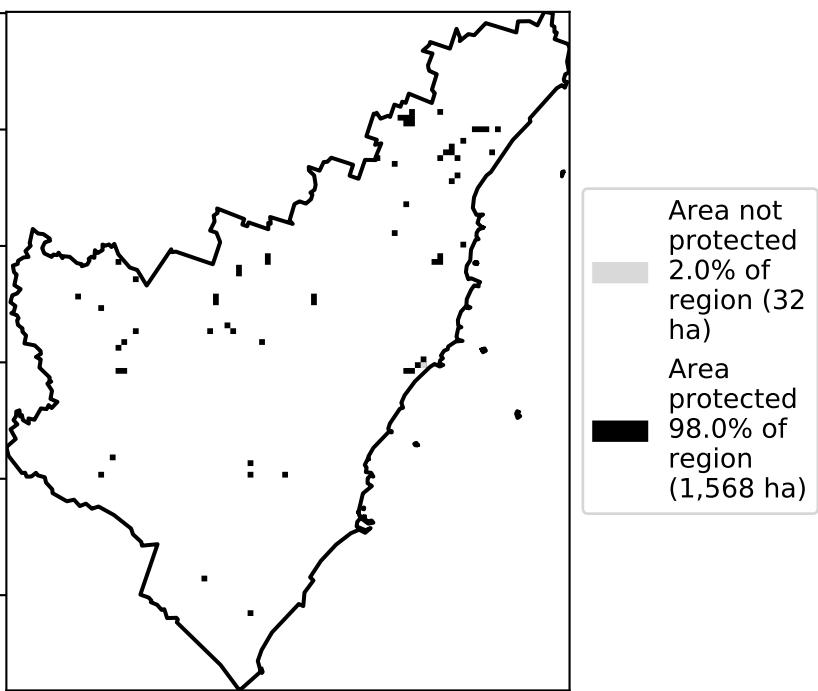 Area not
protected
2.0% of
region (32
ha)
Area
protected
98.0% of
region
(1,568 ha)